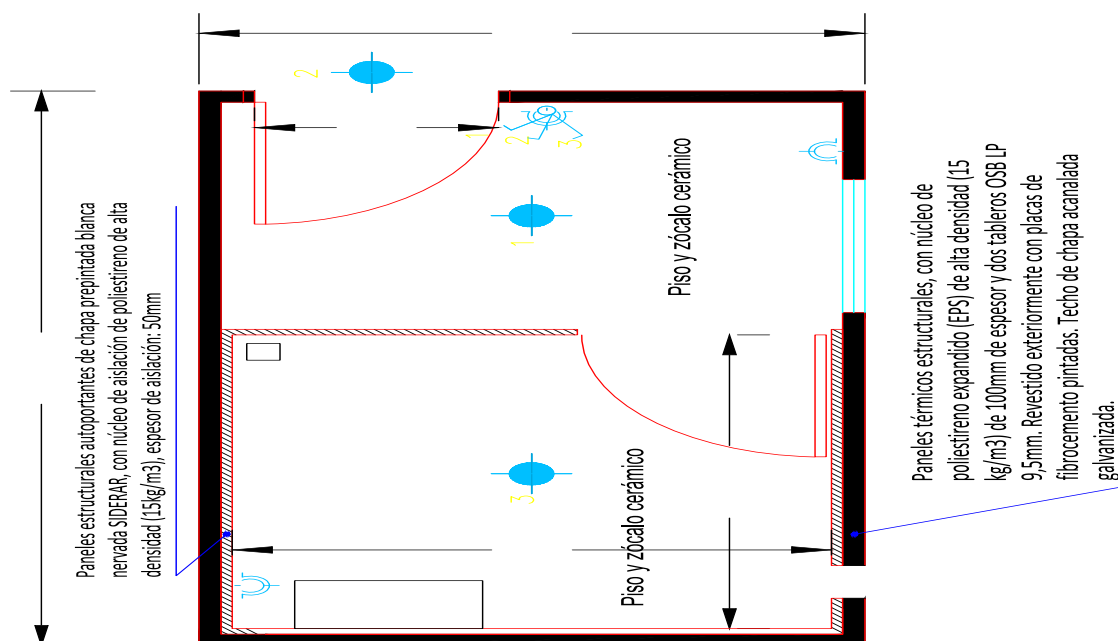 Paneles estructurales autoportantes de chapa prepintada blanca
nervada SIDERAR, con núcleo de aislación de poliestireno de alta
densidad (15kg/m3), espesor de aislación: 50mm
2
1
2
3
1
Piso y zócalo cerámico
3
Piso y zócalo cerámico
Paneles térmicos estructurales, con núcleo de
poliestireno expandido (EPS) de alta densidad (15
kg/m3) de 100mm de espesor y dos tableros OSB LP
9,5mm. Revestido exteriormente con placas de
fibrocemento pintadas. Techo de chapa acanalada
galvanizada.